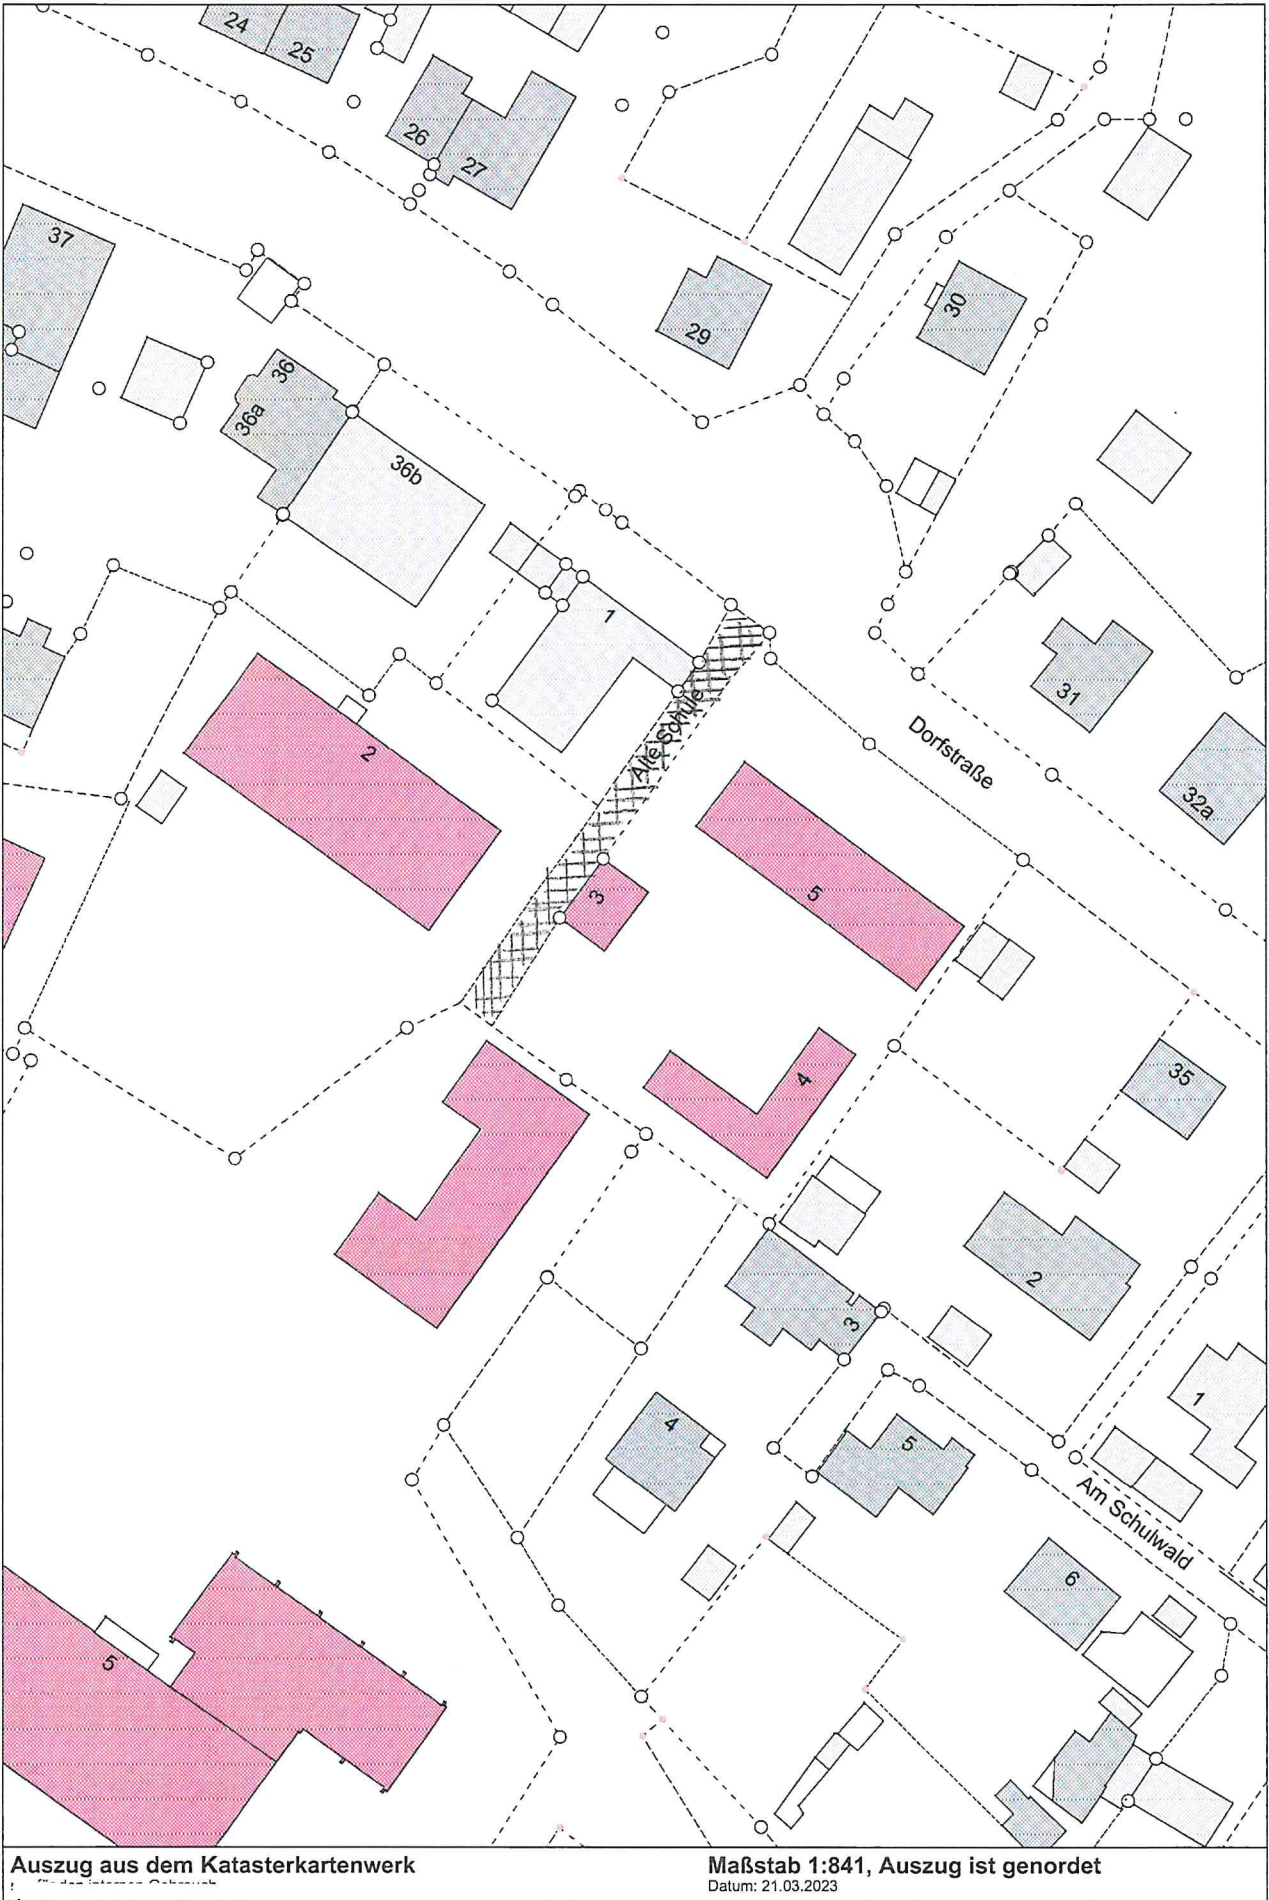 24
25
26
27
37
29
30
36
36a
36b
1
31
Alte Schule
Dorfstraße
2
32a
5
3
4
35
2
3
4
5
1
Am Schulwald
6
5
Auszug aus dem Katasterkartenwerk
Maßstab 1:841, Auszug ist genordet
Datum: 21.03.2023